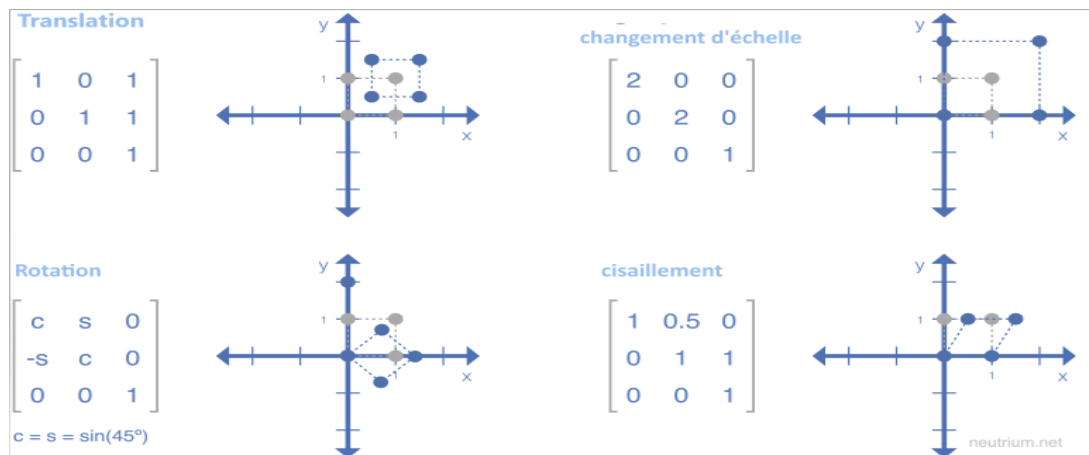 Translation
1 0 1
0 1 1
0 0 1
y
1
1
x
changement d'échelle
2 0 0
0 2 0
0 0 1
y
1
1
x
Rotation
c s 0
-s c 0
0 0 1
c = s = sin(45º)
y
1
1
x
cisaillement
1 0.5 0
0 1 1
0 0 1
y
1
1
x
neutrium.net